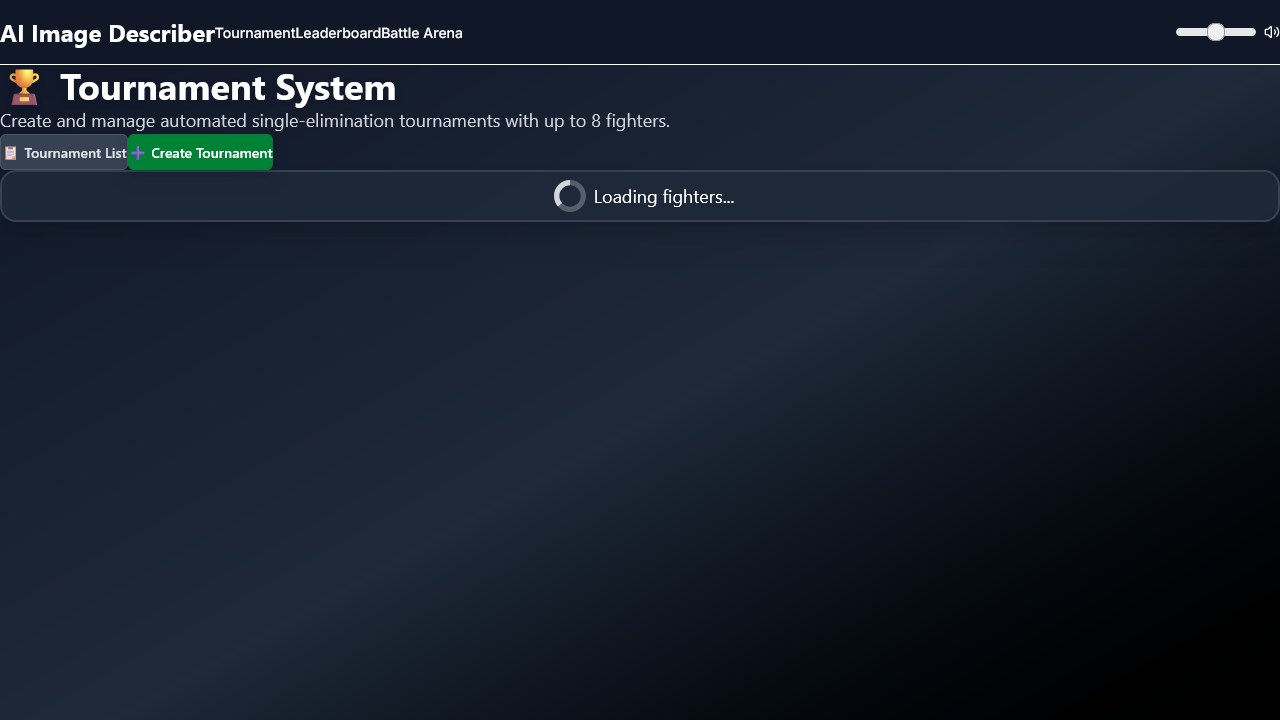 AI Image Describer Tournament Leaderboard Battle Arena
🏆 Tournament System
Create and manage automated single-elimination tournaments with up to 8 fighters.
📋 Tournament List ➕ Create Tournament
Loading fighters...